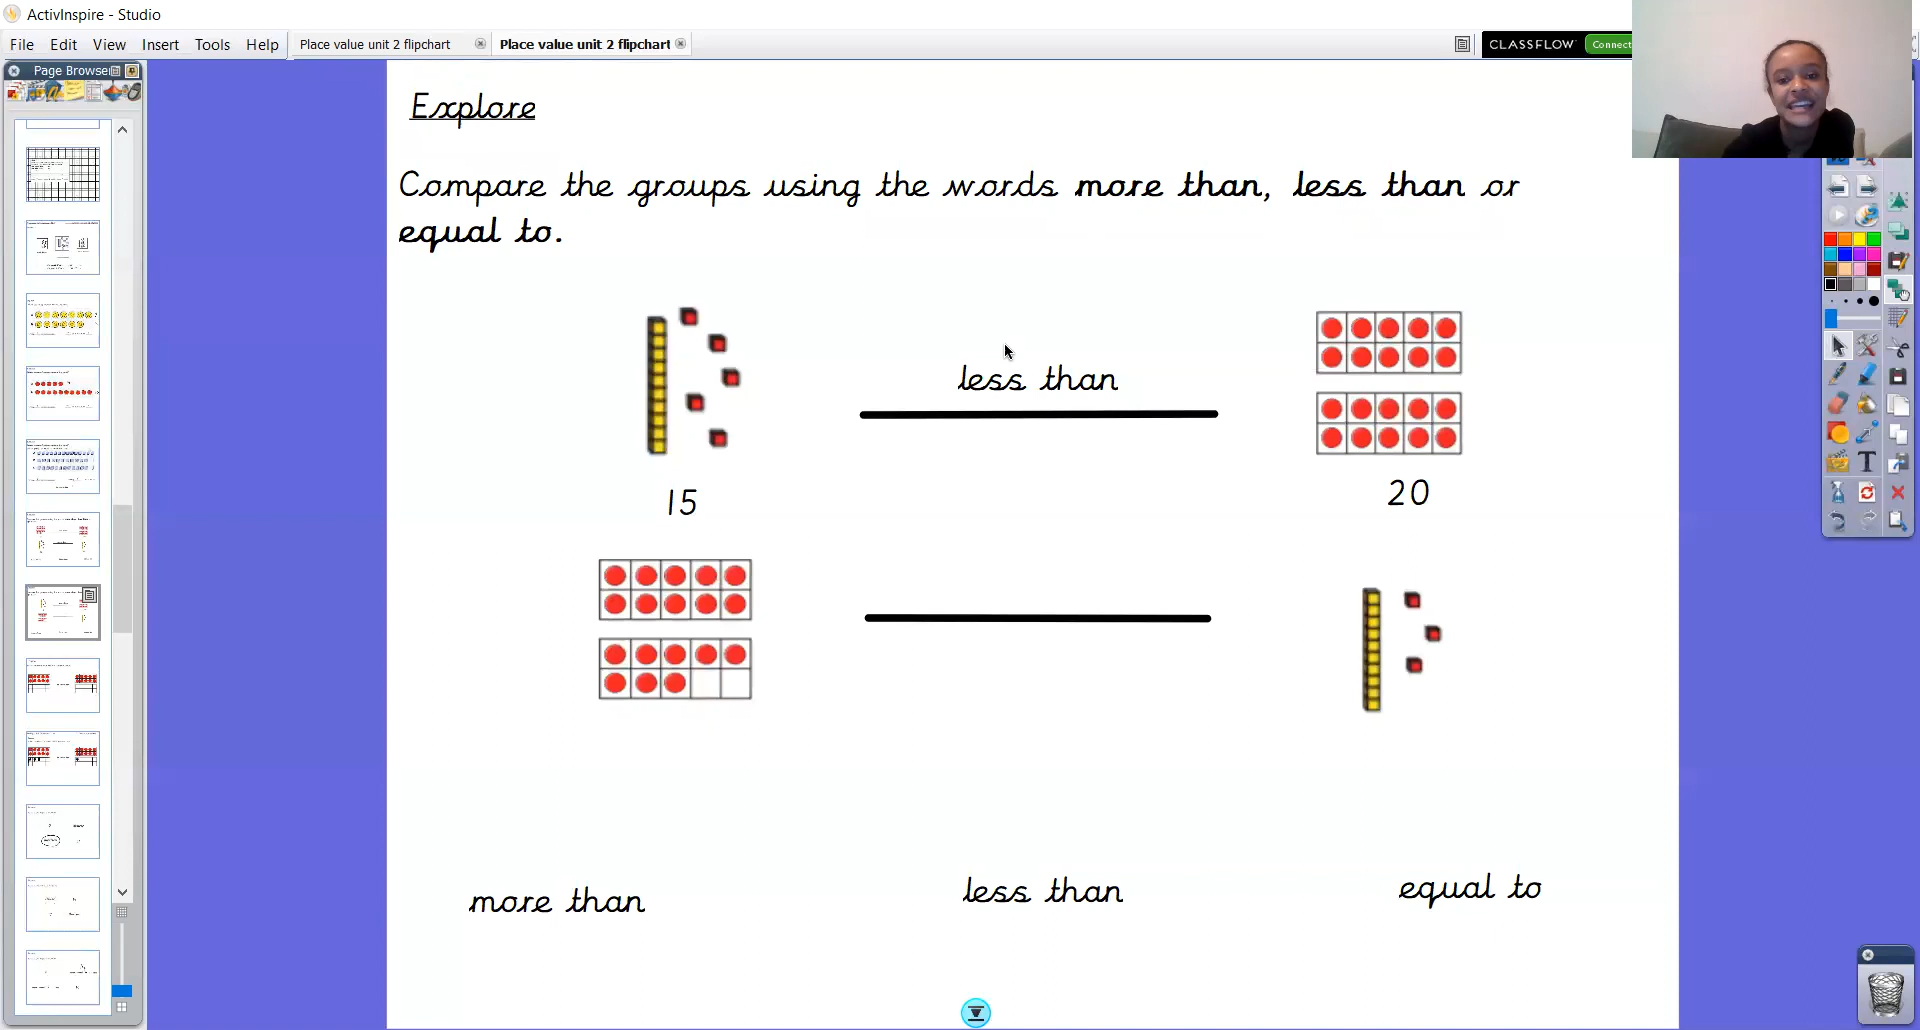 ActivInspire - Studio
File Edit View Insert Tools Help
Place value unit 2 flipchart
Place value unit 2 flipchart
CLASSFLOW
Connect
Page Browser
Explore
Compare the groups using the words more than, less than or
equal to.
less than
15
20
more than
less than
equal to